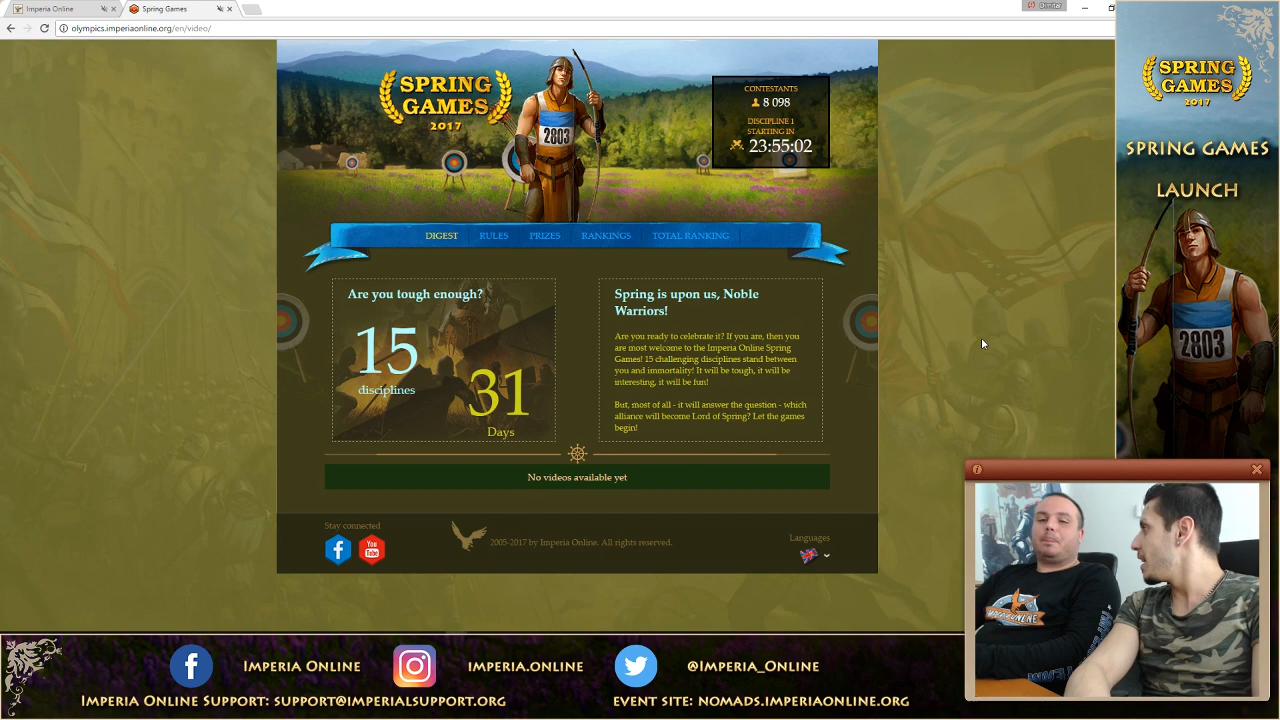 Imperia Online
Spring Games
Dimiter
olympics.imperiaonline.org/en/video/
SPRING
GAMES
2017
2803
CONTESTANTS
8 098
DISCIPLINE 1
STARTING IN
23:55:02
DIGEST RULES PRIZES RANKINGS TOTAL RANKING
Are you tough enough?
15
disciplines
31
Days
Spring is upon us, Noble
Warriors!
Are you ready to celebrate it? If you are, then you
are most welcome to the Imperia Online Spring
Games! 15 challenging disciplines stand between
you and immortality! It will be tough, it will be
interesting, it will be fun!
But, most of all - it will answer the question - which
alliance will become Lord of Spring? Let the games
begin!
No videos available yet
Stay connected
You
Tube
2005-2017 by Imperia Online. All rights reserved.
Languages
SPRING
GAMES
2017
SPRING GAMES
LAUNCH
2803
IMPERIA ONLINE
IMPERIA.ONLINE
@IMPERIA_ONLINE
IMPERIA ONLINE SUPPORT: SUPPORT@IMPERIALSUPPORT.ORG
EVENT SITE: NOMADS.IMPERIAONLINE.ORG